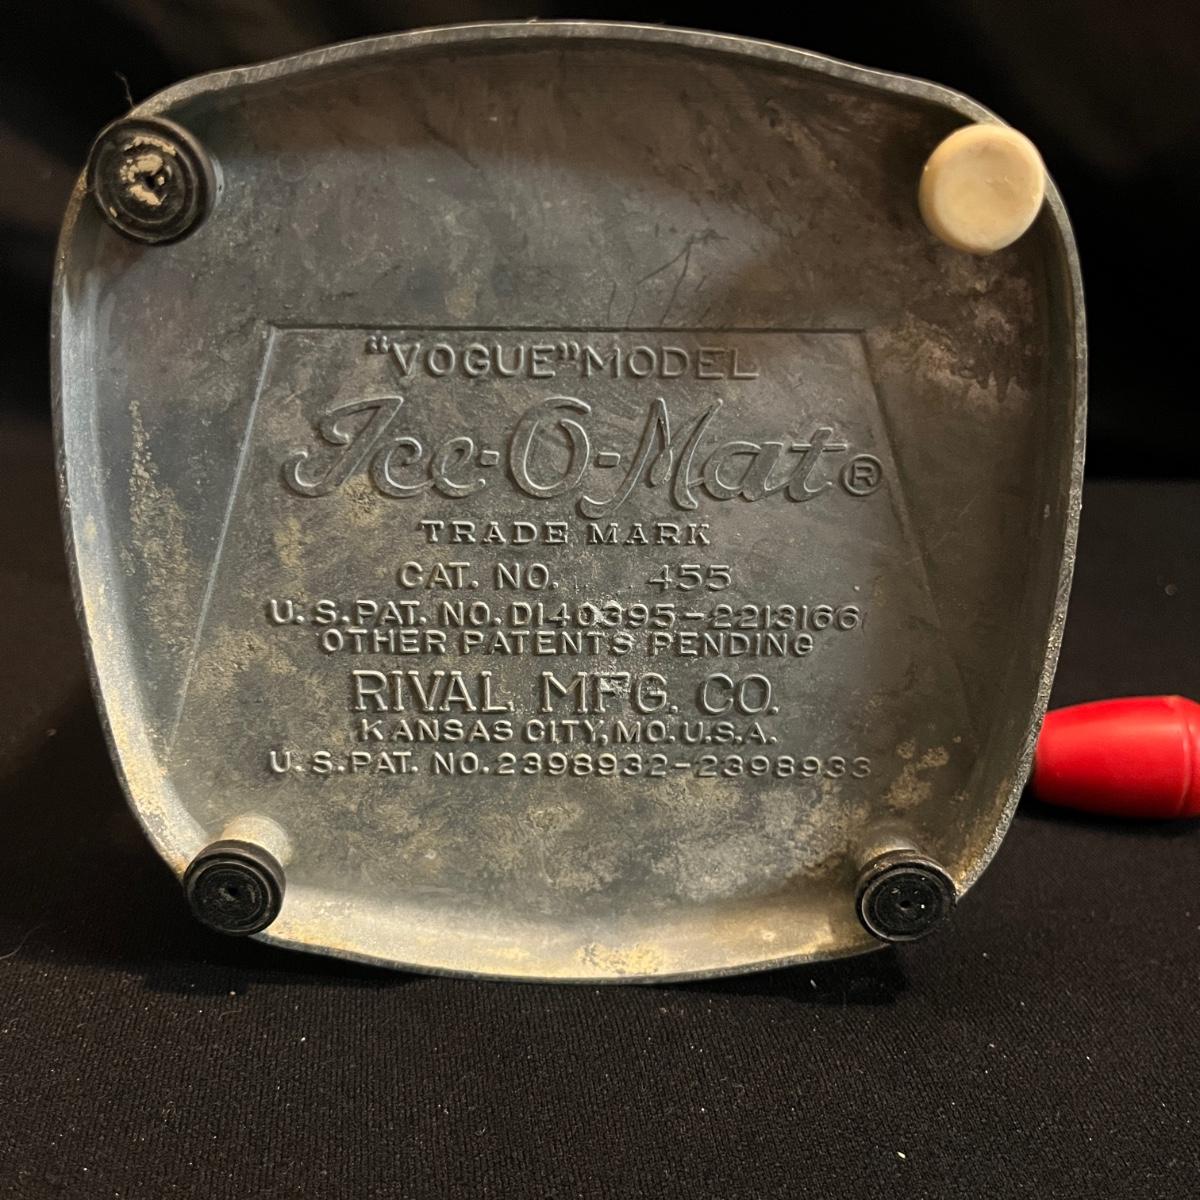 "VOGUE" MODEL
Ice-O-Mat®
TRADE MARK
CAT. NO. 455
U.S. PAT. NO. D140395-2213166
OTHER PATENTS PENDING
RIVAL MFG. CO.
KANSAS CITY, MO. U.S.A.
U.S. PAT. NO. 2398932-2398933